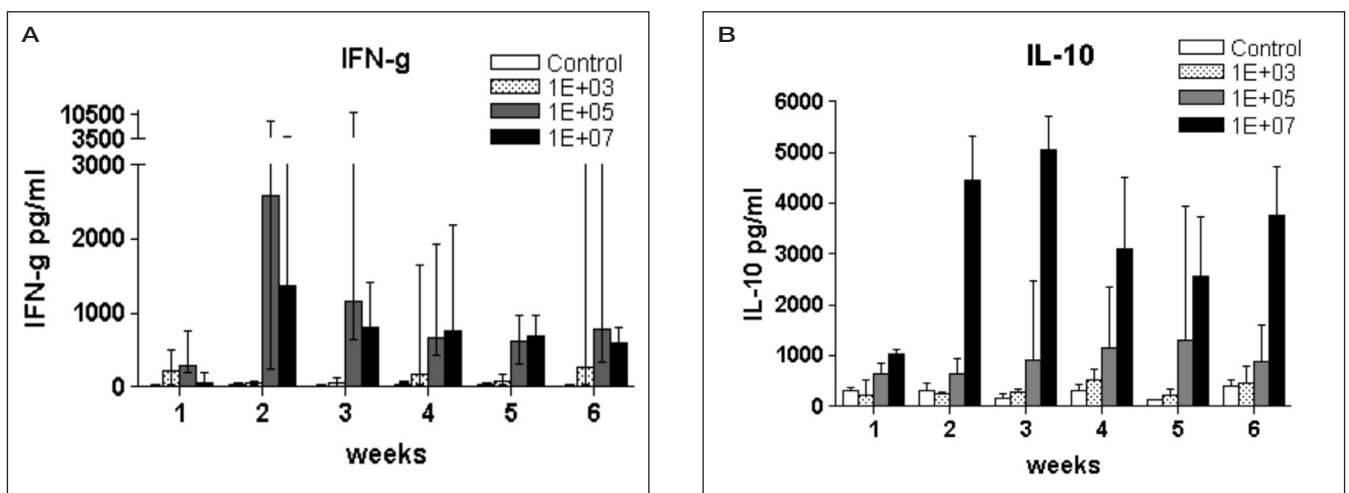 A
IFN-g
Control
1E+03
1E+05
1E+07
10500
3500
3000
2000
1000
0
IFN-g pg/ml
1 2 3 4 5 6
weeks
B
IL-10
Control
1E+03
1E+05
1E+07
6000
5000
4000
3000
2000
1000
0
IL-10 pg/ml
1 2 3 4 5 6
weeks